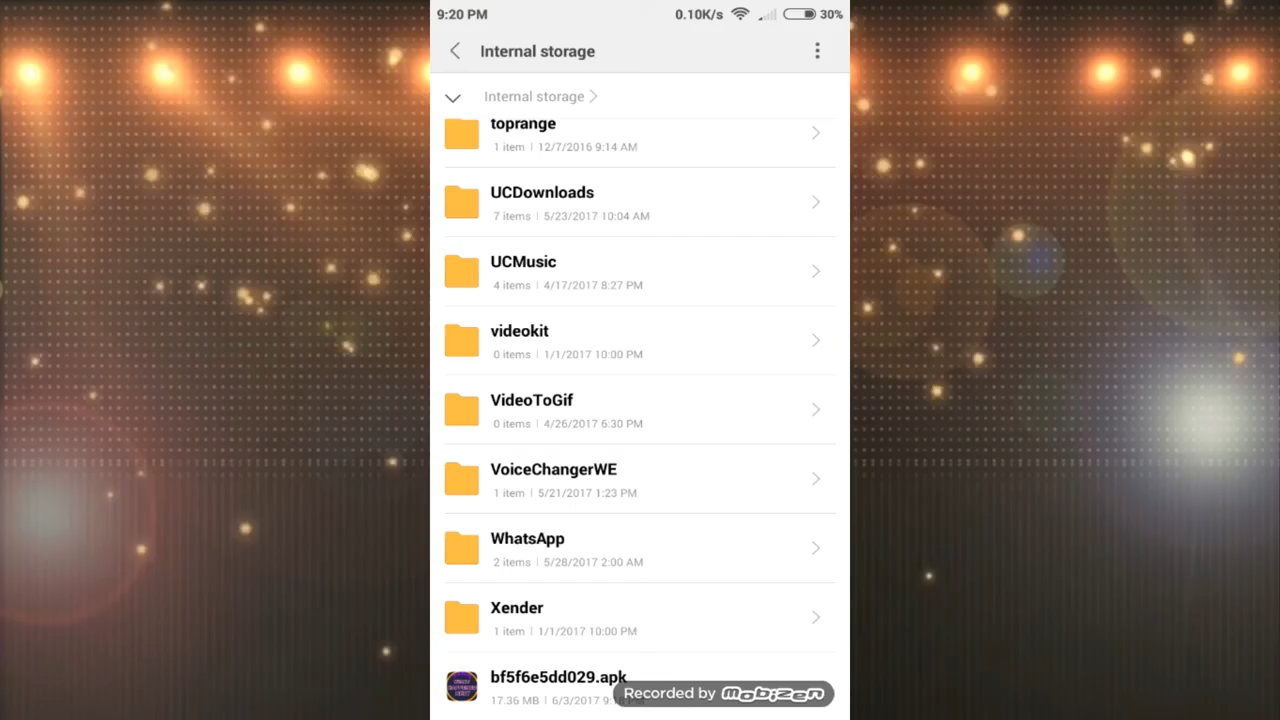 9:20 PM 0.10K/s 30%
Internal storage
Internal storage
toprange
1 item | 12/7/2016 9:14 AM
UCDownloads
7 items | 5/23/2017 10:04 AM
UCMusic
4 items | 4/17/2017 8:27 PM
videokit
0 items | 1/1/2017 10:00 PM
VideoToGif
0 items | 4/26/2017 6:30 PM
VoiceChangerWE
1 item | 5/21/2017 1:23 PM
WhatsApp
2 items | 5/28/2017 2:00 AM
Xender
1 item | 1/1/2017 10:00 PM
bf5f6e5dd029.apk
17.36 MB | 6/3/2017
Recorded by mobizen